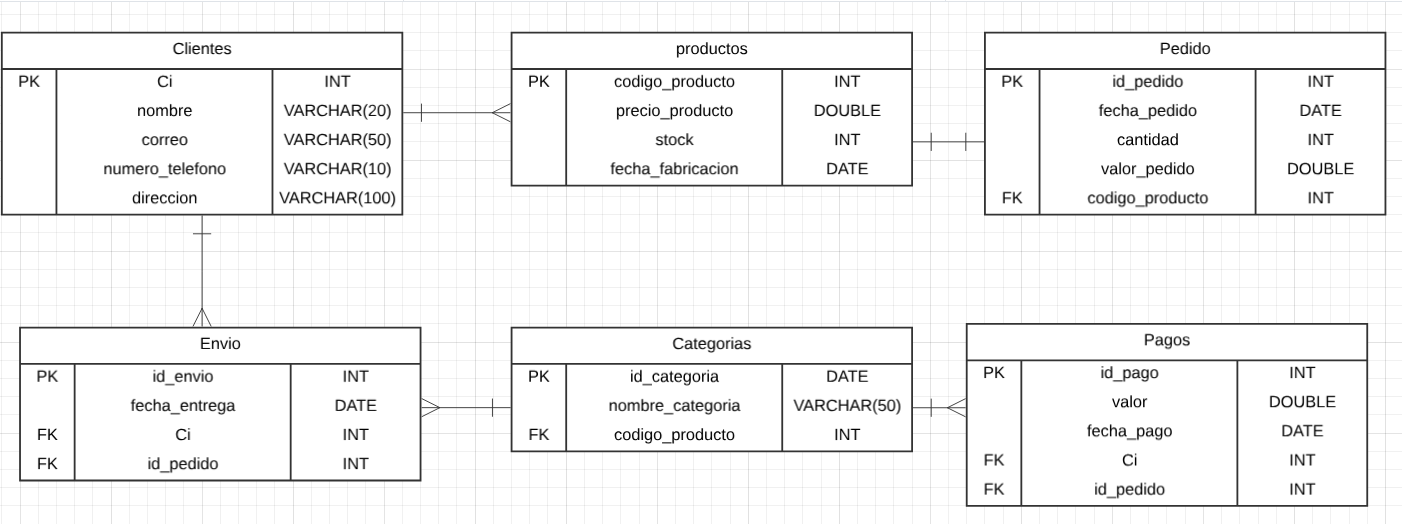 Clientes
PK Ci INT
nombre VARCHAR(20)
correo VARCHAR(50)
numero_telefono VARCHAR(10)
direccion VARCHAR(100)
productos
PK codigo_producto INT
precio_producto DOUBLE
stock INT
fecha_fabricacion DATE
Pedido
PK id_pedido INT
fecha_pedido DATE
cantidad INT
valor_pedido DOUBLE
FK codigo_producto INT
Envio
PK id_envio INT
fecha_entrega DATE
FK Ci INT
FK id_pedido INT
Categorias
PK id_categoria DATE
nombre_categoria VARCHAR(50)
FK codigo_producto INT
Pagos
PK id_pago INT
valor DOUBLE
fecha_pago DATE
FK Ci INT
FK id_pedido INT